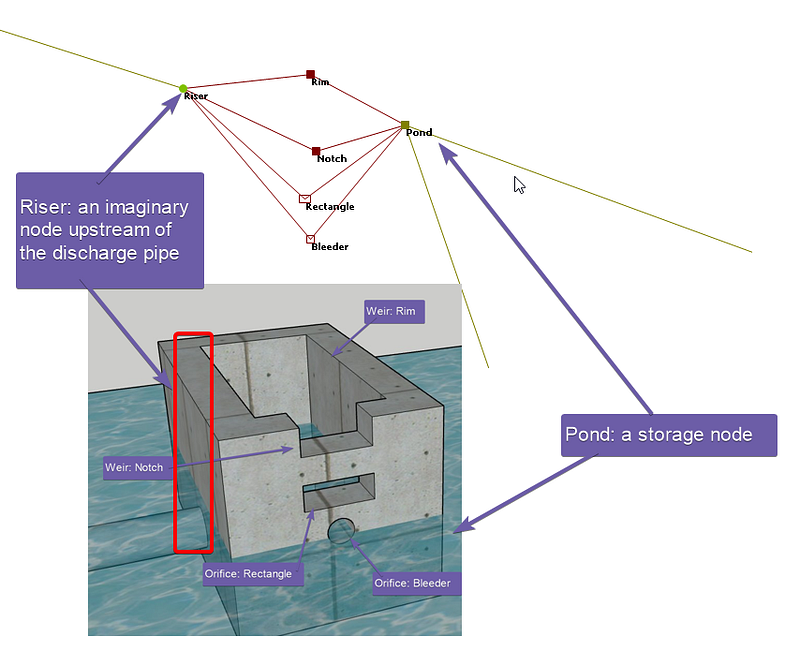 Rim
Riser
Pond
Notch
Rectangle
Bleeder
Riser: an imaginary
node upstream of
the discharge pipe
Weir: Rim
Pond: a storage node
Weir: Notch
Orifice: Rectangle
Orifice: Bleeder